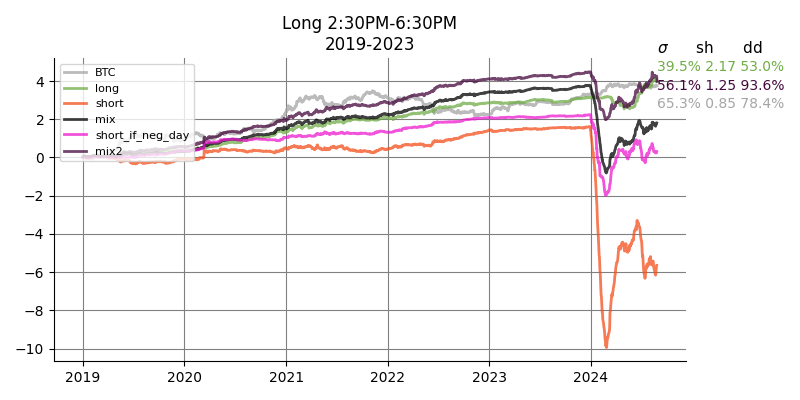 Long 2:30PM-6:30PM
2019-2023
σ sh dd
39.5% 2.17 53.0%
56.1% 1.25 93.6%
65.3% 0.85 78.4%
BTC
long
short
mix
short_if_neg_day
mix2
4
2
0
−2
−4
−6
−8
−10
2019 2020 2021 2022 2023 2024